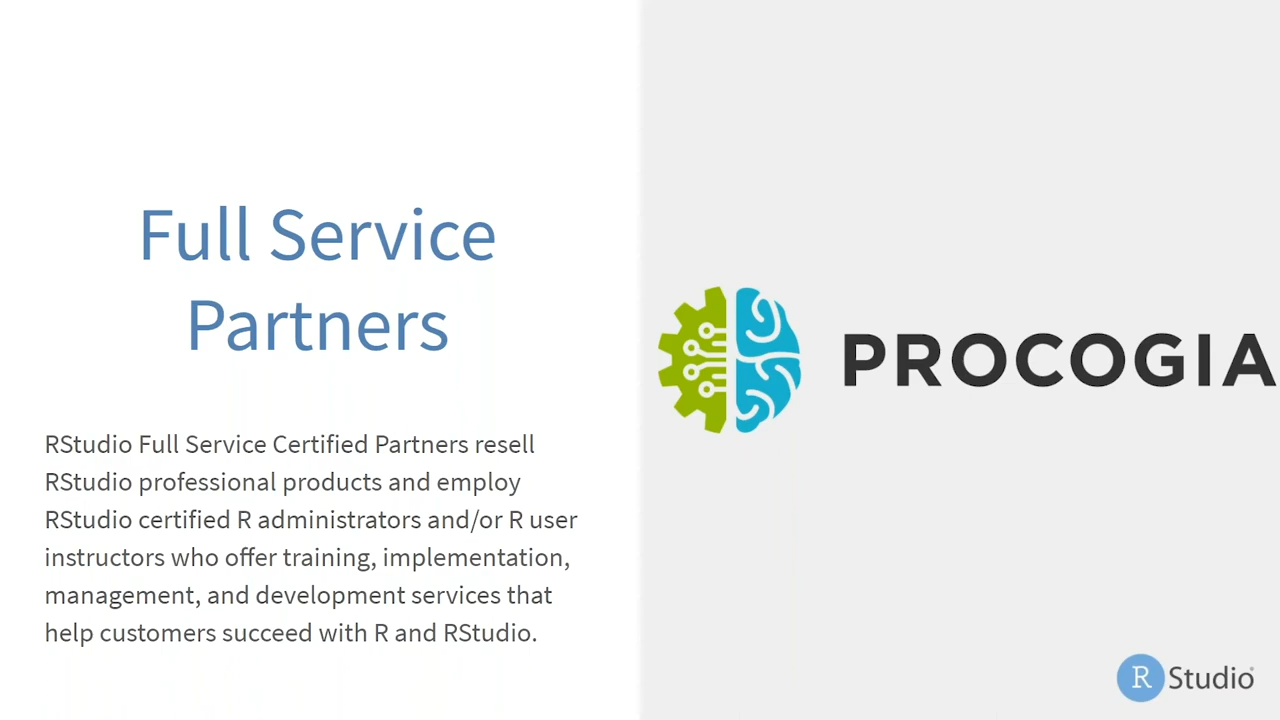 Full Service
Partners
RStudio Full Service Certified Partners resell
RStudio professional products and employ
RStudio certified R administrators and/or R user
instructors who offer training, implementation,
management, and development services that
help customers succeed with R and RStudio.
PROCOGIA
R Studio